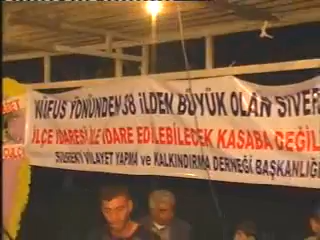 NÜFUS YÖNÜNDEN 38 İLDEN BÜYÜK OLAN SİVER
İLÇE İDARESİ İLE İDARE EDİLEBİLECEK KASABA DEĞİL
SİVEREK'İ VİLAYET YAPMA ve KALKINDIRMA DERNEĞİ BAŞKANLIĞI